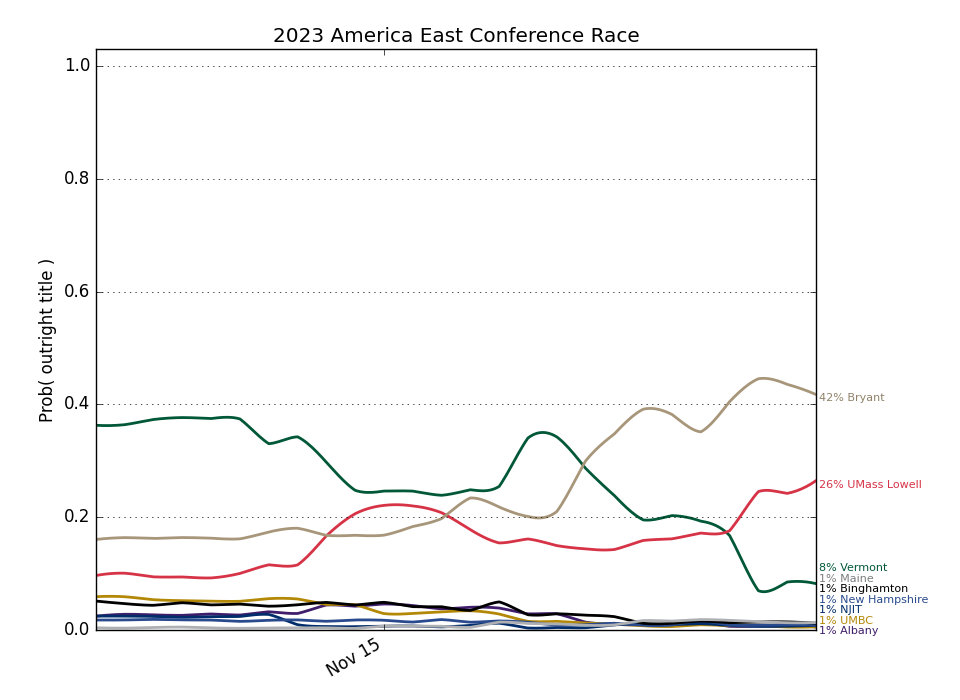 2023 America East Conference Race
Prob( outright title )
1.0
0.8
0.6
0.4
0.2
0.0
Nov 15
42% Bryant
26% UMass Lowell
8% Vermont
1% Maine
1% Binghamton
1% New Hampshire
1% NJIT
1% UMBC
1% Albany